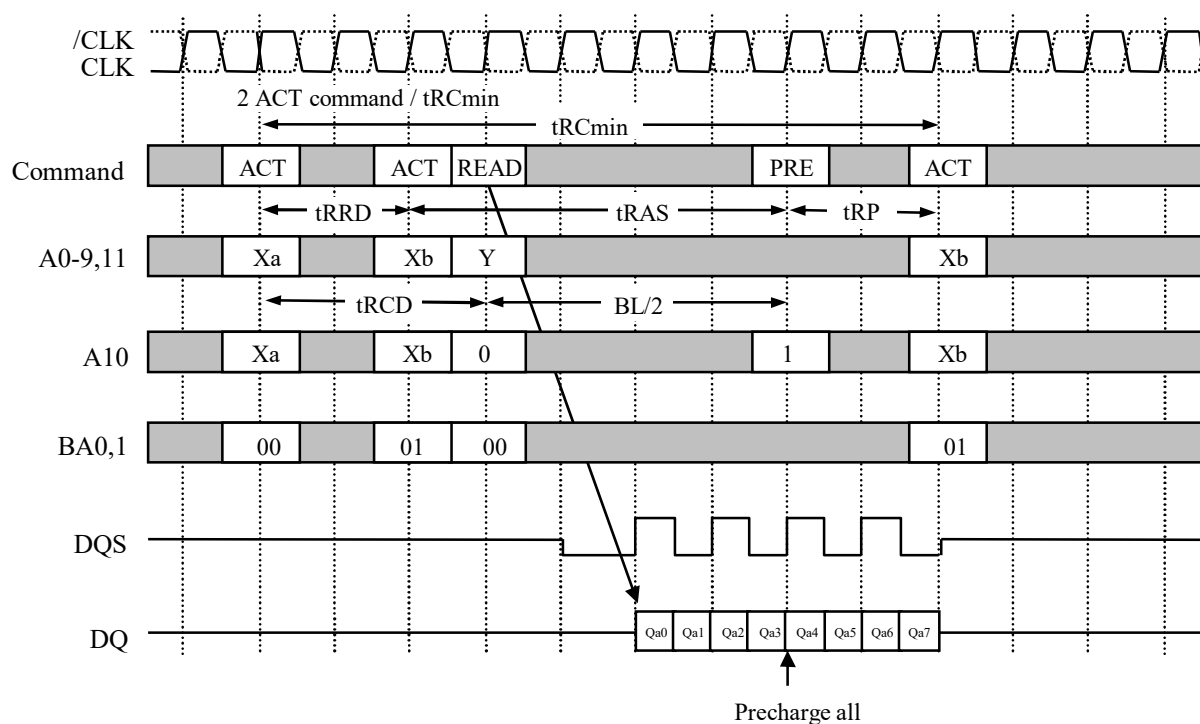 /CLK
CLK
2 ACT command / tRCmin
tRCmin
Command ACT ACT READ PRE ACT
tRRD tRAS tRP
A0-9,11 Xa Xb Y Xb
tRCD BL/2
A10 Xa Xb 0 1 Xb
BA0,1 00 01 00 01
DQS
DQ Qa0 Qa1 Qa2 Qa3 Qa4 Qa5 Qa6 Qa7
Precharge all